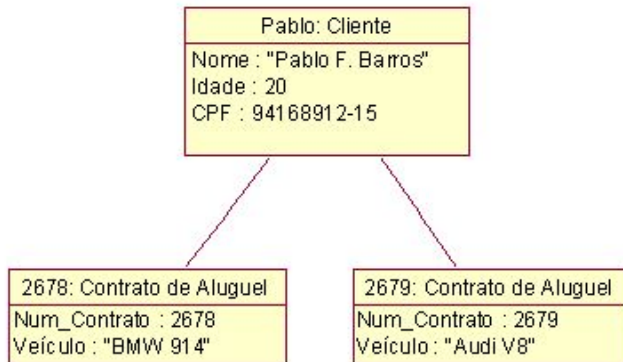 Pablo: Cliente
Nome : "Pablo F. Barros"
Idade : 20
CPF : 94168912-15
2678: Contrato de Aluguel
Num_Contrato : 2678
Veículo : "BMW 914"
2679: Contrato de Aluguel
Num_Contrato : 2679
Veículo : "Audi V8"